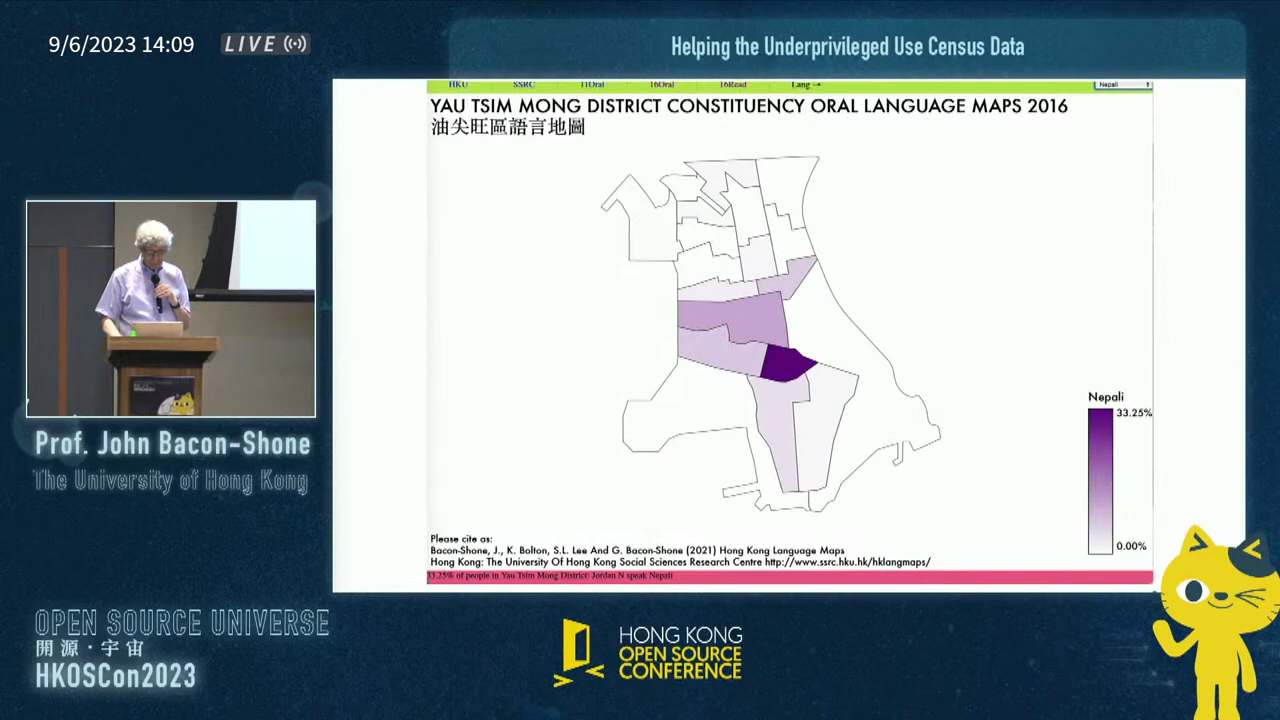 9/6/2023 14:09
LIVE
Helping the Underprivileged Use Census Data
HKU SSRC 11Oral 16Oral 16Read Lang
Nepali
YAU TSIM MONG DISTRICT CONSTITUENCY ORAL LANGUAGE MAPS 2016
油尖旺區語言地圖
Nepali
33.25%
0.00%
Please cite as:
Bacon-Shone, J., K. Bolton, S.L. Lee And G. Bacon-Shone (2021) Hong Kong Language Maps
Hong Kong: The University Of Hong Kong Social Sciences Research Centre http://www.ssrc.hku.hk/hklangmaps/
33.25% of people in Yau Tsim Mong District: Jordan N speak Nepali
Prof. John Bacon-Shone
The University of Hong Kong
OPEN SOURCE UNIVERSE
開源·宇宙
HKOSCon2023
HONG KONG
OPEN SOURCE
CONFERENCE